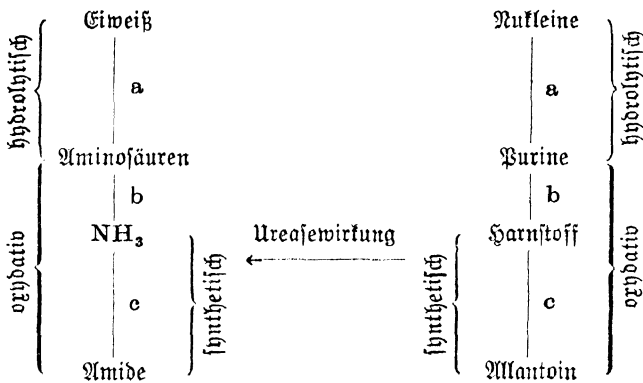 Eiweiß Nukleine
hydrolytisch a a hydrolytisch
Aminosäuren Purine
b b
NH₃ Ureasewirkung Harnstoff
oxydativ c synthetisch synthetisch c oxydativ
Amide Allantoin